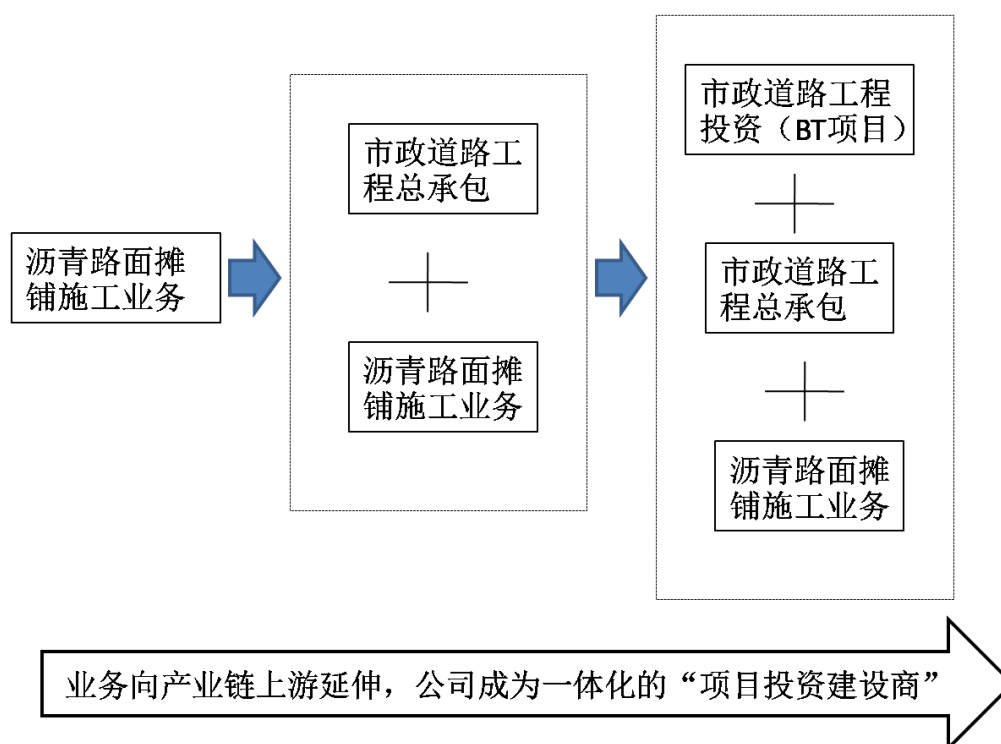 沥青路面摊
铺施工业务
市政道路工
程总承包
沥青路面摊
铺施工业务
市政道路工程
投资（BT项目）
市政道路工
程总承包
沥青路面摊
铺施工业务
业务向产业链上游延伸，公司成为一体化的“项目投资建设商”